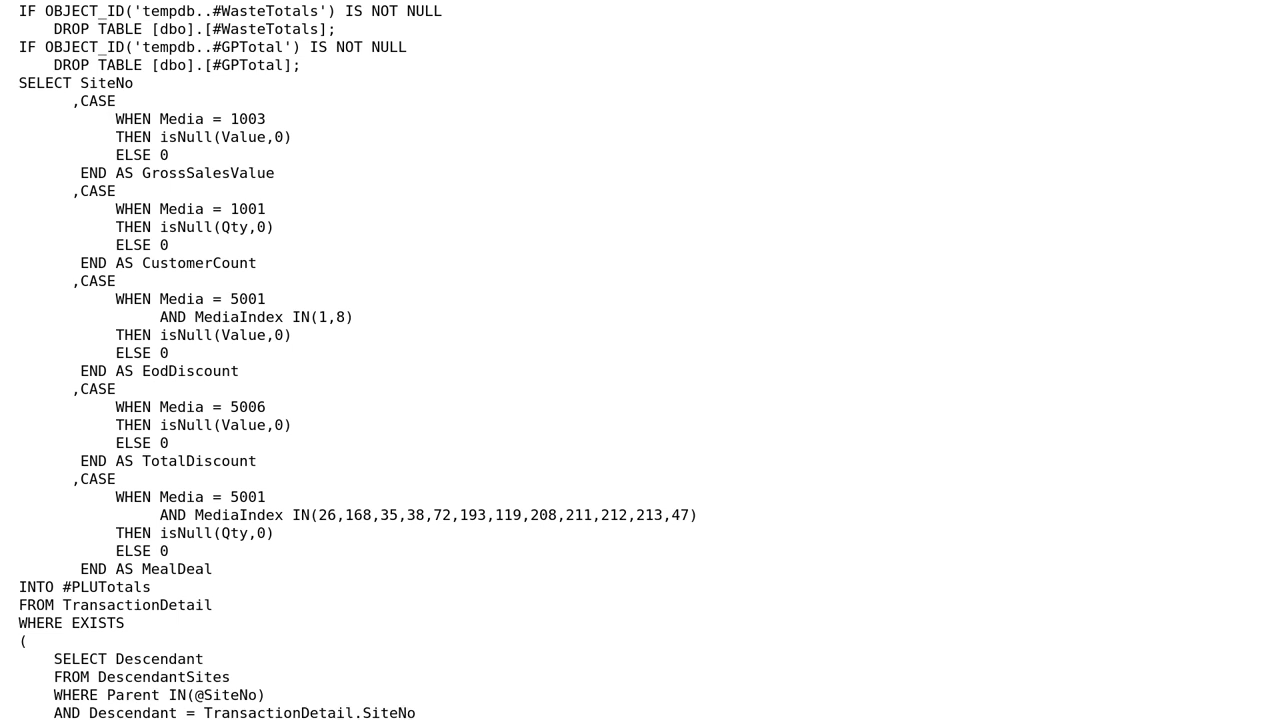 IF OBJECT_ID('tempdb..#WasteTotals') IS NOT NULL
    DROP TABLE [dbo].[#WasteTotals];
IF OBJECT_ID('tempdb..#GPTotal') IS NOT NULL
    DROP TABLE [dbo].[#GPTotal];
SELECT SiteNo
      ,CASE
           WHEN Media = 1003
           THEN isNull(Value,0)
           ELSE 0
       END AS GrossSalesValue
      ,CASE
           WHEN Media = 1001
           THEN isNull(Qty,0)
           ELSE 0
       END AS CustomerCount
      ,CASE
           WHEN Media = 5001
                AND MediaIndex IN(1,8)
           THEN isNull(Value,0)
           ELSE 0
       END AS EodDiscount
      ,CASE
           WHEN Media = 5006
           THEN isNull(Value,0)
           ELSE 0
       END AS TotalDiscount
      ,CASE
           WHEN Media = 5001
                AND MediaIndex IN(26,168,35,38,72,193,119,208,211,212,213,47)
           THEN isNull(Qty,0)
           ELSE 0
       END AS MealDeal
INTO #PLUTotals
FROM TransactionDetail
WHERE EXISTS
(
    SELECT Descendant
    FROM DescendantSites
    WHERE Parent IN(@SiteNo)
    AND Descendant = TransactionDetail.SiteNo